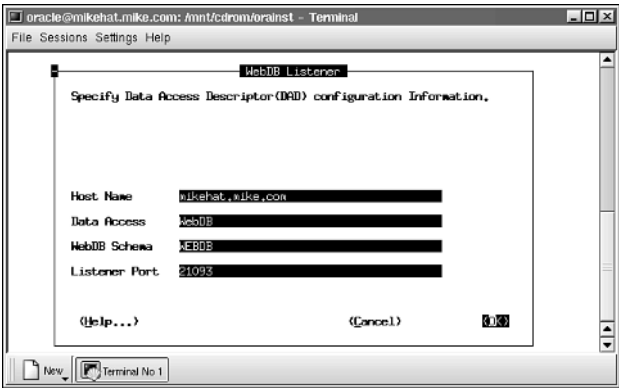 oracle@mikehat.mike.com: /mnt/cdrom/orainst - Terminal
File Sessions Settings Help
WebDB Listener
Specify Data Access Descriptor(DAD) configuration Information.
Host Name mikehat.mike.com
Data Access WebDB
WebDB Schema WEBDB
Listener Port 21093
(Help...) (Cancel) (OK)
New Terminal No 1